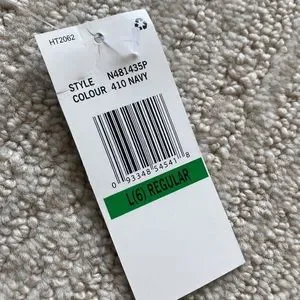 HT2062
STYLE N481435P
COLOUR 410 NAVY
0 93348 54541 8
L(6) REGULAR